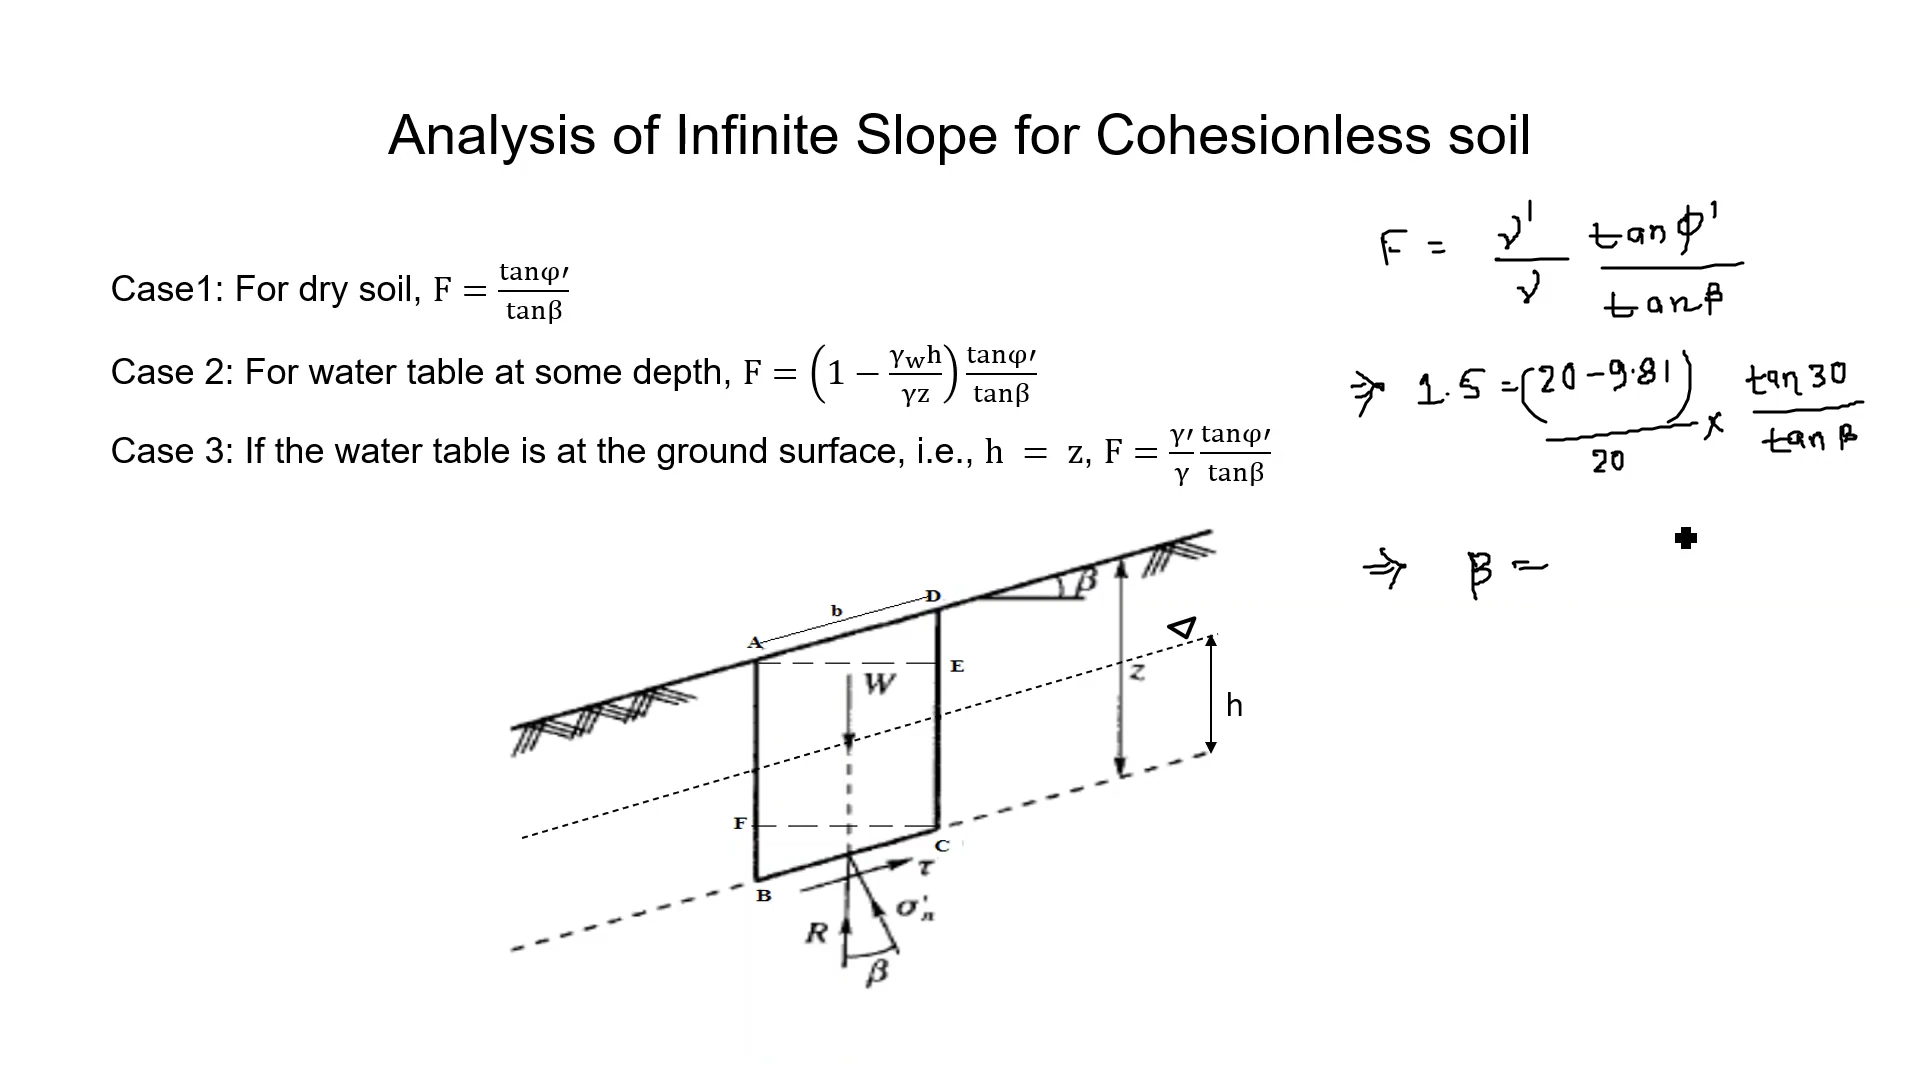 Analysis of Infinite Slope for Cohesionless soil
Case1: For dry soil, F = tanφ′/tanβ
Case 2: For water table at some depth, F = (1 − γwh/γz) tanφ′/tanβ
Case 3: If the water table is at the ground surface, i.e., h = z, F = γ′/γ tanφ′/tanβ
F = γ'/γ tanφ'/tanβ
⇒ 1.5 = (20-9.81)/20 × tan30/tanβ
⇒ β =
D
b
β
A
E
W
z
h
F
C
τ
B
σ'n
R
β